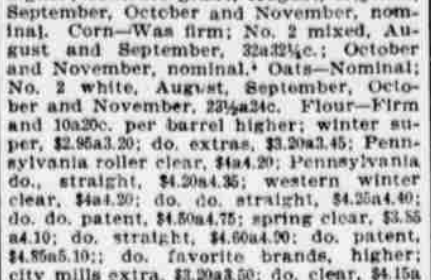 September, October and November, nom-
inal. Corn—Was firm; No. 2 mixed, Au-
gust and September, 32a32¼c.; October
and November, nominal. Oats—Nominal;
No. 2 white, August, September, Octo-
ber and November, 23½a24c. Flour—Firm
and 10a20c. per barrel higher; winter su-
per, $2.95a3.20; do. extras, $3.20a3.45; Penn-
sylvania roller clear, $4a4.20; Pennsylvania
do., straight, $4.20a4.35; western winter
clear, $4a4.20; do. do. straight, $4.25a4.40;
do. do. patent, $4.50a4.75; spring clear, $3.85
a4.10; do. straight, $4.60a4.90; do. patent,
$4.85a5.10;; do. favorite brands, higher;
city mills extra, $3.20a3.50; do. clear, $4.15a